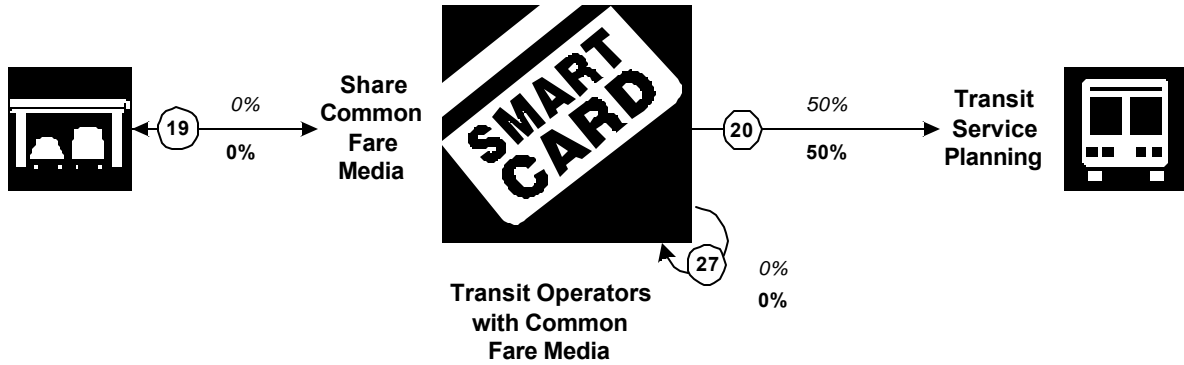 19
0%
0%
Share
Common
Fare
Media
SMART
CARD
20
50%
50%
Transit
Service
Planning
27
0%
0%
Transit Operators
with Common
Fare Media